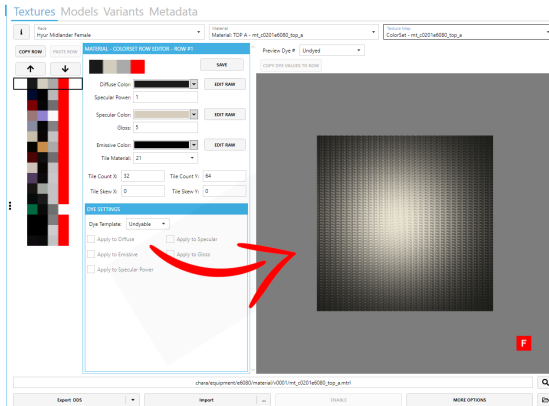 Textures Models Variants Metadata
i
Race
Hyur Midlander Female
Material
Material: TOP A - mt_c0201e6080_top_a
Texture Map
ColorSet - mt_c0201e6080_top_a
COPY ROW
PASTE ROW
MATERIAL - COLORSET ROW EDITOR - ROW #1
SAVE
Diffuse Color:
EDIT RAW
Specular Power: 1
Specular Color:
EDIT RAW
Gloss: 5
Emissive Color:
EDIT RAW
Tile Material: 21
Tile Count X: 32
Tile Count Y: 64
Tile Skew X: 0
Tile Skew Y: 0
DYE SETTINGS
Dye Template: Undyable
Apply to Diffuse
Apply to Specular
Apply to Emissive
Apply to Gloss
Apply to Specular Power
Preview Dye # Undyed
COPY DYE VALUES TO ROW
F
chara/equipment/e6080/material/v0001/mt_c0201e6080_top_a.mtrl
Export DDS
Import
...
ENABLE
MORE OPTIONS